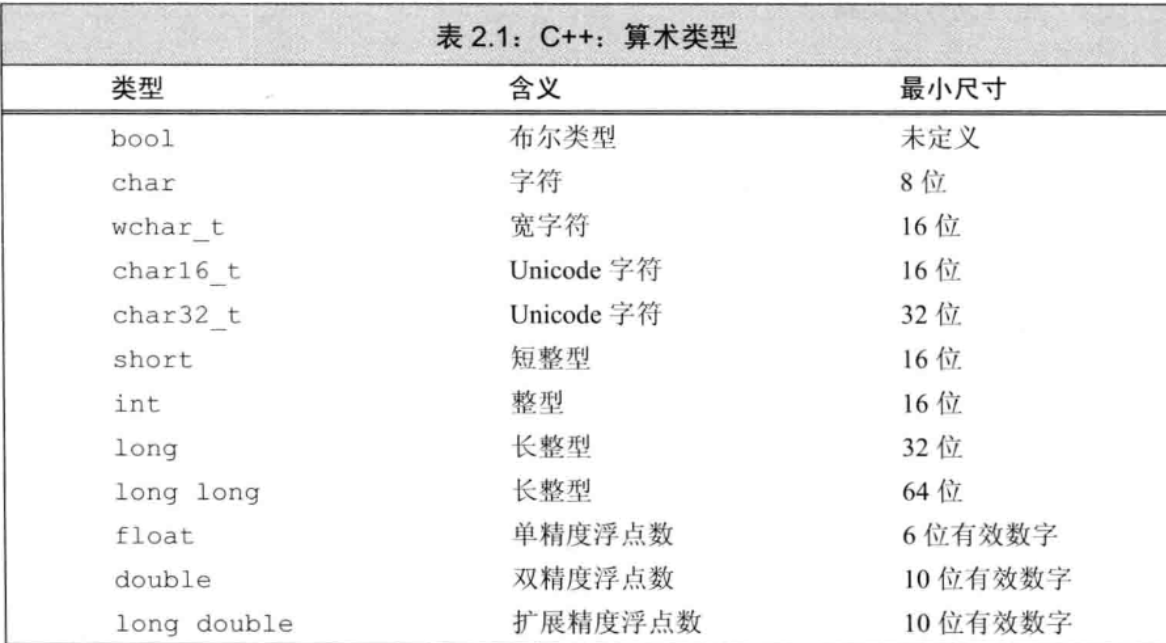 表 2.1：C++：算术类型
类型 含义 最小尺寸
bool 布尔类型 未定义
char 字符 8 位
wchar_t 宽字符 16 位
char16_t Unicode 字符 16 位
char32_t Unicode 字符 32 位
short 短整型 16 位
int 整型 16 位
long 长整型 32 位
long long 长整型 64 位
float 单精度浮点数 6 位有效数字
double 双精度浮点数 10 位有效数字
long double 扩展精度浮点数 10 位有效数字